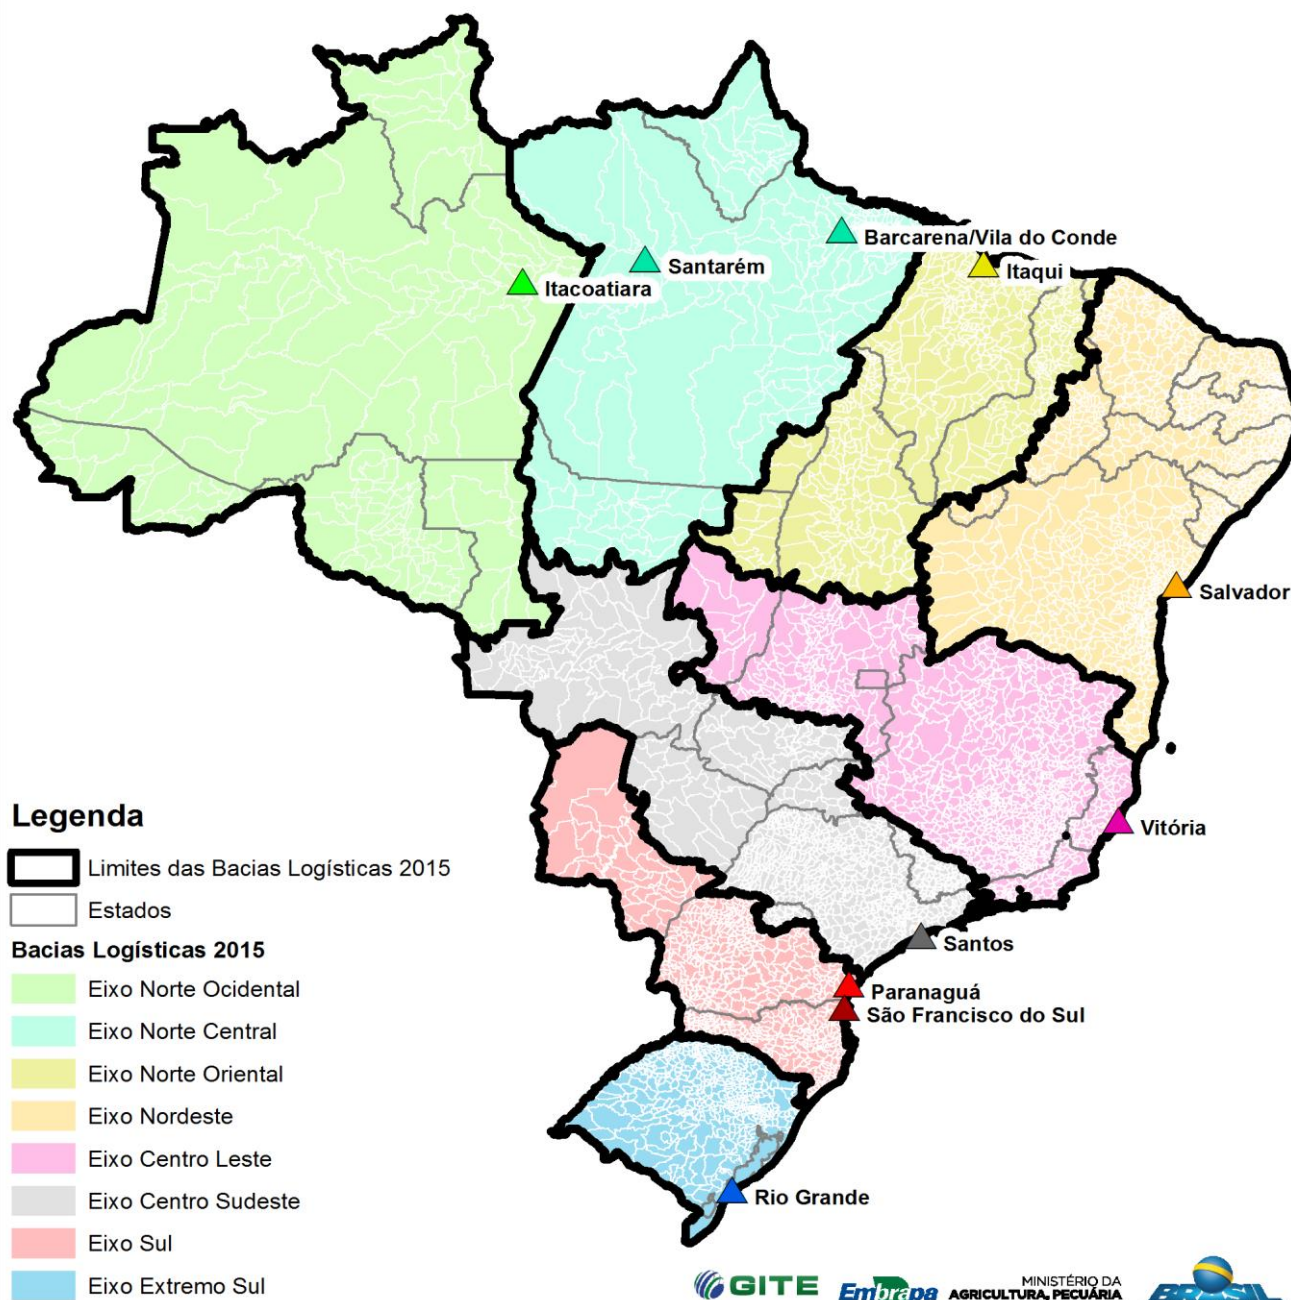 Barcarena/Vila do Conde
Santarém
Itaqui
Itacoatiara
Salvador
Vitória
Santos
Paranaguá
São Francisco do Sul
Rio Grande
Legenda
Limites das Bacias Logísticas 2015
Estados
Bacias Logísticas 2015
Eixo Norte Ocidental
Eixo Norte Central
Eixo Norte Oriental
Eixo Nordeste
Eixo Centro Leste
Eixo Centro Sudeste
Eixo Sul
Eixo Extremo Sul
GITE
Embrapa
MINISTÉRIO DA
AGRICULTURA, PECUÁRIA
BRASIL